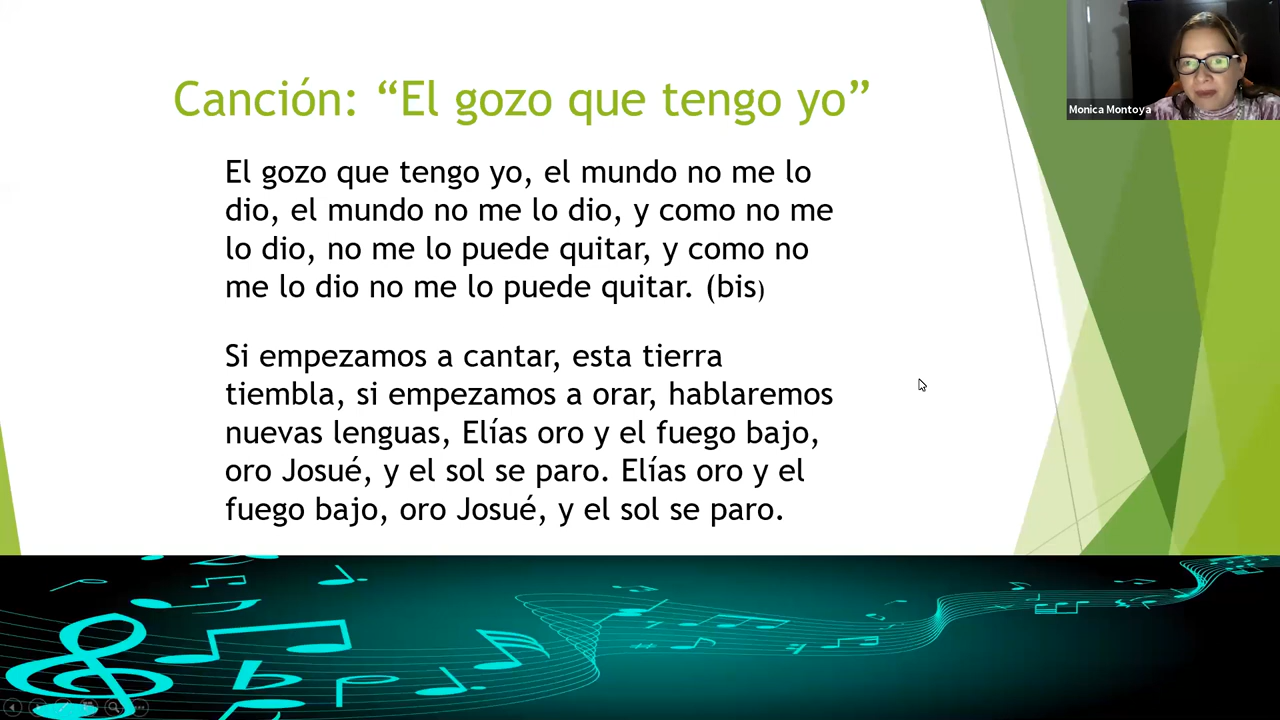 Canción: “El gozo que tengo yo”
Monica Montoya
El gozo que tengo yo, el mundo no me lo
dio, el mundo no me lo dio, y como no me
lo dio, no me lo puede quitar, y como no
me lo dio no me lo puede quitar. (bis)
Si empezamos a cantar, esta tierra
tiembla, si empezamos a orar, hablaremos
nuevas lenguas, Elías oro y el fuego bajo,
oro Josué, y el sol se paro. Elías oro y el
fuego bajo, oro Josué, y el sol se paro.